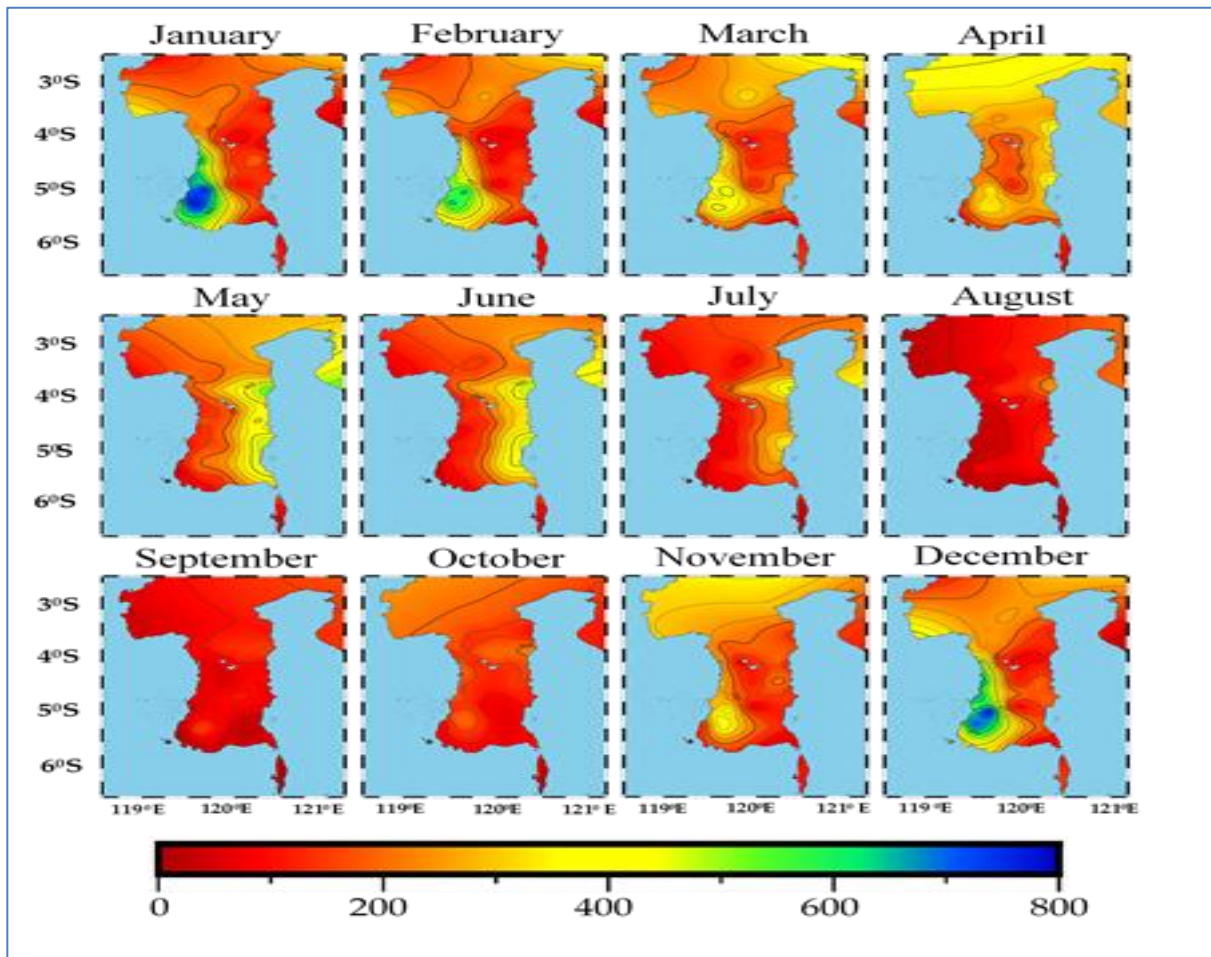 January February March April
3ºS
4ºS
5ºS
6ºS
May June July August
3ºS
4ºS
5ºS
6ºS
September October November December
3ºS
4ºS
5ºS
6ºS
119ºE 120ºE 121ºE 119ºE 120ºE 121ºE 119ºE 120ºE 121ºE 119ºE 120ºE 121ºE
0 200 400 600 800